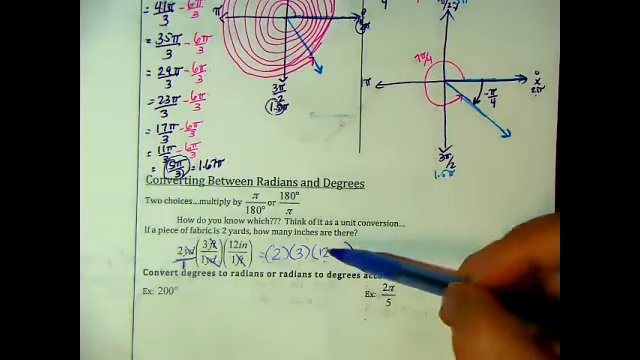 = 41π/3 - 6π/3
= 35π/3 - 6π/3
= 29π/3 - 6π/3
= 23π/3 - 6π/3
= 17π/3 - 6π/3
= 11π/3 - 6π/3
= 5π/3 = 1.67π
π
0
2π
3π/2
1.5π
7π/4
π
0
2π
-π/4
3π/2
1.5π
Converting Between Radians and Degrees
Two choices...multiply by π/180° or 180°/π
How do you know which??? Think of it as a unit conversion...
If a piece of fabric is 2 yards, how many inches are there?
2yd/1 (3ft/1yd)(12in/1ft) = (2)(3)(12
Convert degrees to radians or radians to degrees
Ex: 200°
Ex: 2π/5